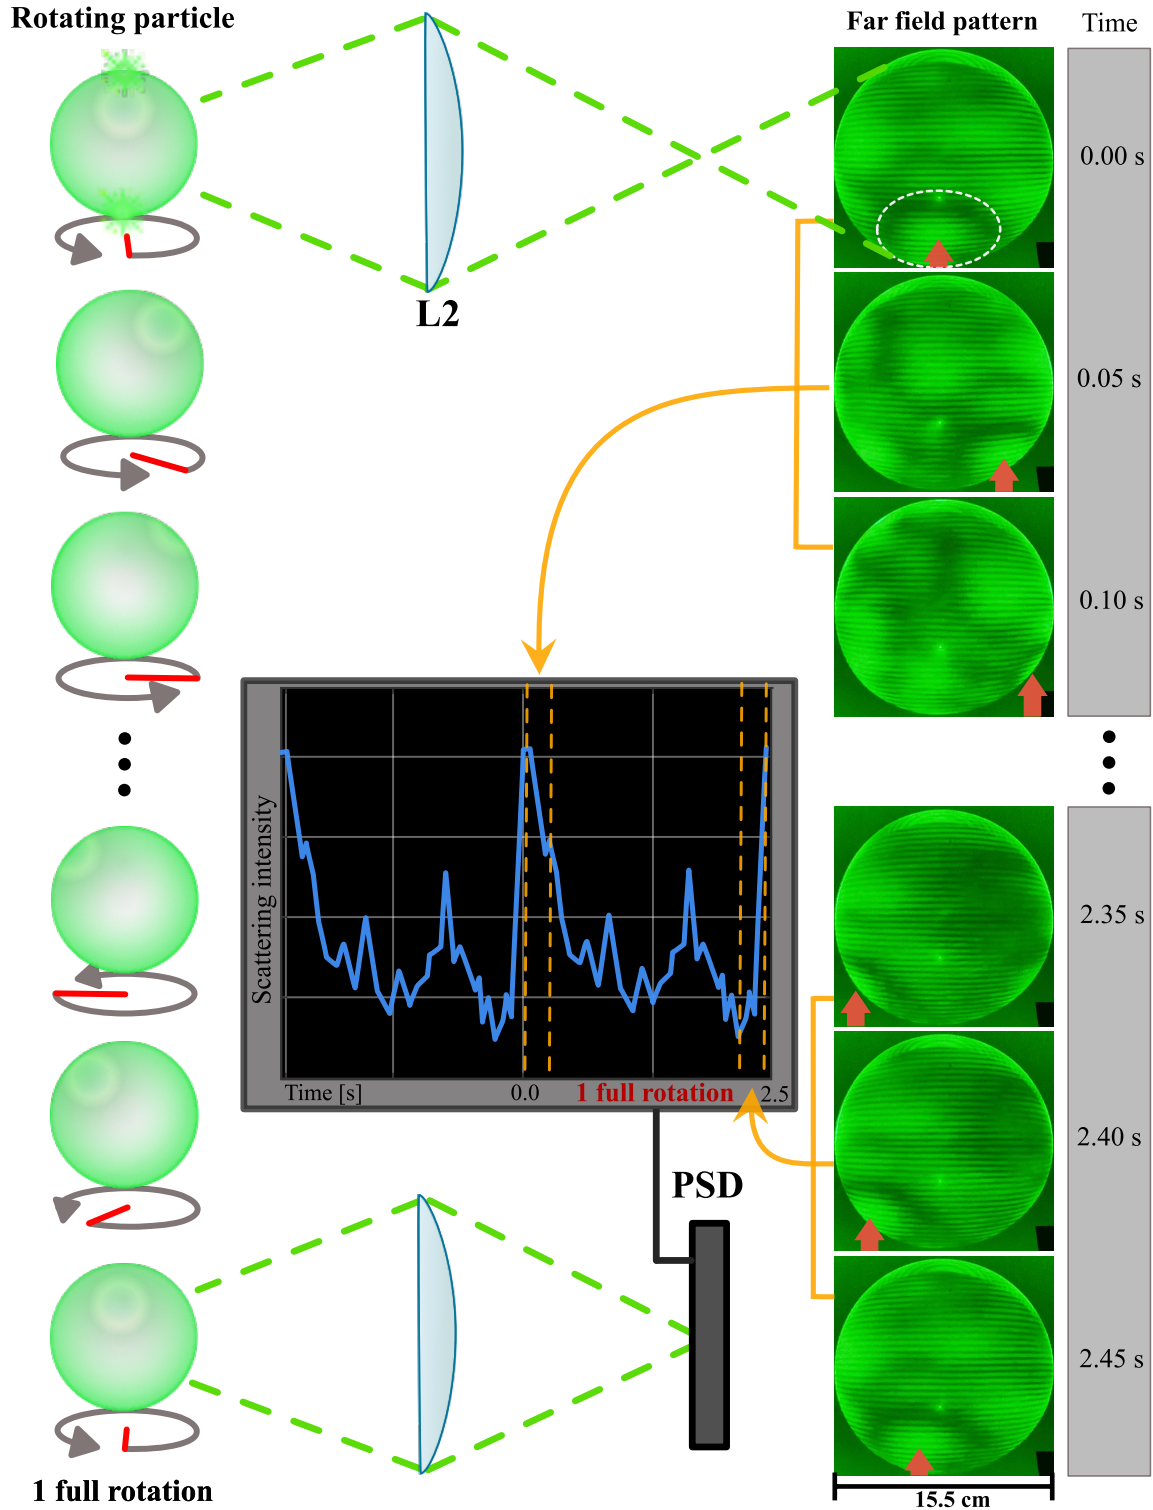 Rotating particle
Far field pattern
Time
0.00 s
L2
0.05 s
0.10 s
Scattering intensity
Time [s]
0.0
1 full rotation
2.5
2.35 s
2.40 s
PSD
2.45 s
1 full rotation
15.5 cm